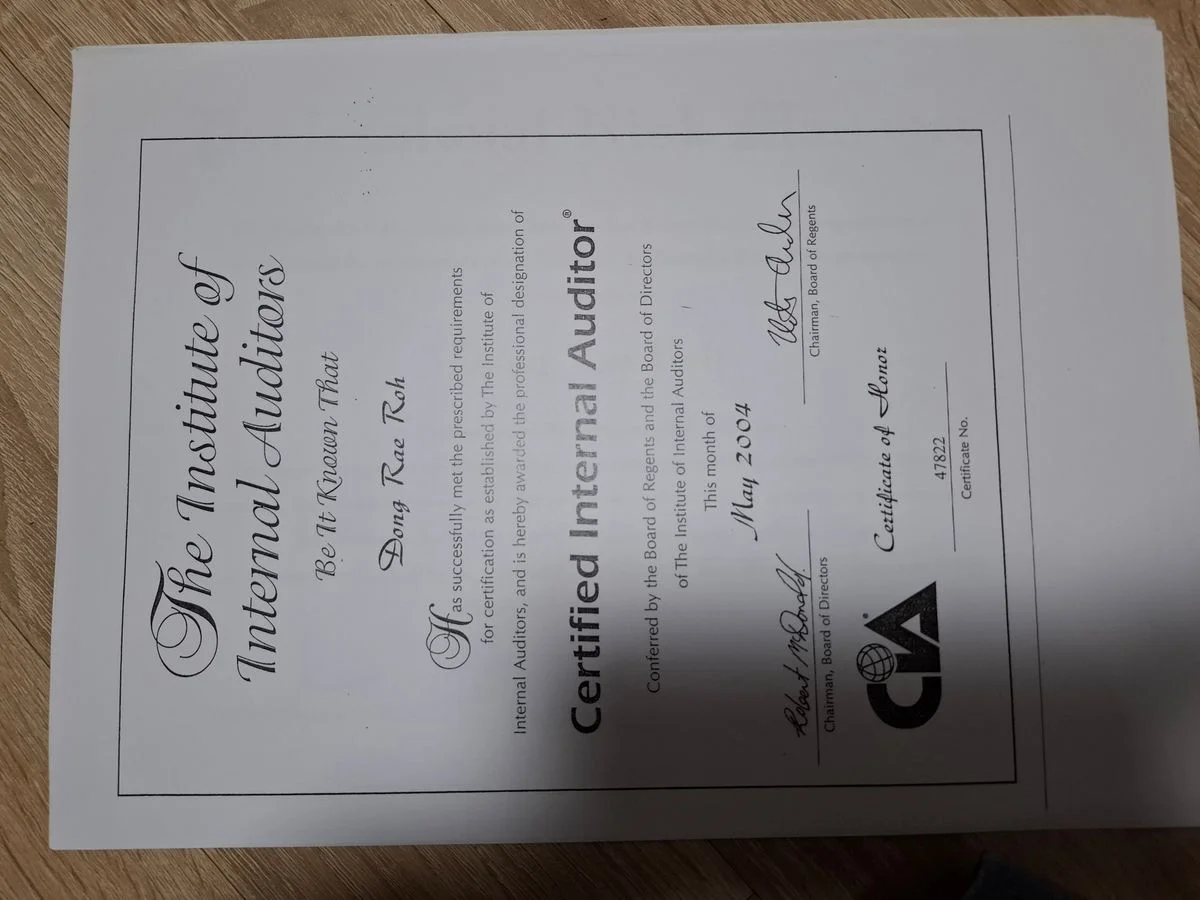 The Institute of
Internal Auditors
Be It Known That
Dong Rae Roh
Has successfully met the prescribed requirements
for certification as established by The Institute of
Internal Auditors, and is hereby awarded the professional designation of
Certified Internal Auditor®
Conferred by the Board of Regents and the Board of Directors
of The Institute of Internal Auditors
This month of
May 2004
Robert McDonald
Chairman, Board of Directors
Chairman, Board of Regents
CIA®
Certificate of Honor
47822
Certificate No.